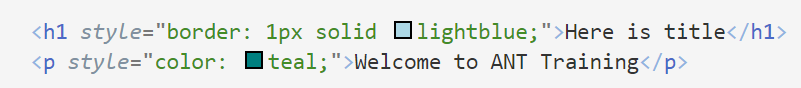 <h1 style="border: 1px solid lightblue;">Here is title</h1>
<p style="color: teal;">Welcome to ANT Training</p>